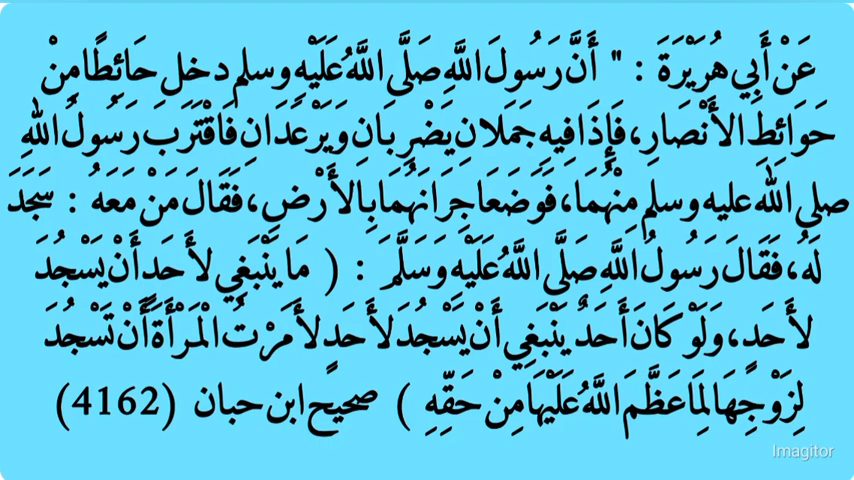 عَنْ أَبِي هُرَيْرَةَ : " أَنَّ رَسُولَ اللَّهِ صَلَّى اللَّهُ عَلَيْهِ وسلم دخل حَائِطًا مِنْ
حَوَائِطِ الأَنْصَارِ، فَإِذَا فِيهِ جَمَلانِ يَضْرِبَانِ وَيَرْعَدَانِ فَاقْتَرَبَ رَسُولُ اللهِ
صلى الله عليه وسلم مِنْهُمَا، فَوَضَعَا جِرَانَهُمَا بِالأَرْضِ، فَقَالَ مَنْ مَعَهُ : سَجَدَ
لَهُ، فَقَالَ رَسُولُ اللَّهِ صَلَّى اللَّهُ عَلَيْهِ وَسَلَّمَ : ( مَا يَنْبَغِي لأَحَدٍ أَنْ يَسْجُدَ
لأَحَدٍ، وَلَوْ كَانَ أَحَدٌ يَنْبَغِي أَنْ يَسْجُدَ لأَحَدٍ لأَمَرْتُ الْمَرْأَةَ أَنْ تَسْجُدَ
لِزَوْجِهَا لِمَا عَظَّمَ اللَّهُ عَلَيْهَا مِنْ حَقِّهِ ) صحيح ابن حبان (4162)
Imagitor